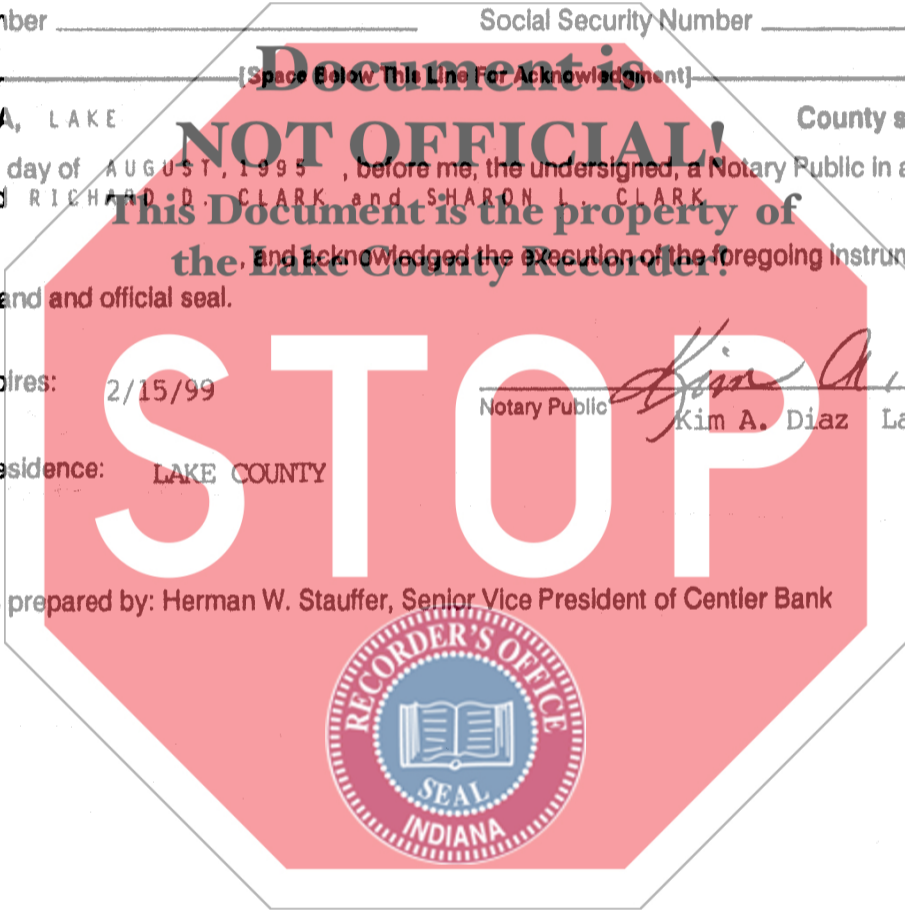 Social Security Number
Document is
[Space Below This Line For Acknowledgment]
LAKE
County
NOT OFFICIAL!
day of AUGUST, 1995 , before me, the undersigned, a Notary Public in
RICHARD D. CLARK and SHARON L. CLARK
This Document is the property of
, and acknowledged the execution of the foregoing
the Lake County Recorder!
and official seal.
STOP
2/15/99
Notary Public
Kim A.
Kim A. Diaz
LAKE COUNTY
prepared by: Herman W. Stauffer, Senior Vice President of Centier Bank
RECORDER'S OFFICE
SEAL
INDIANA